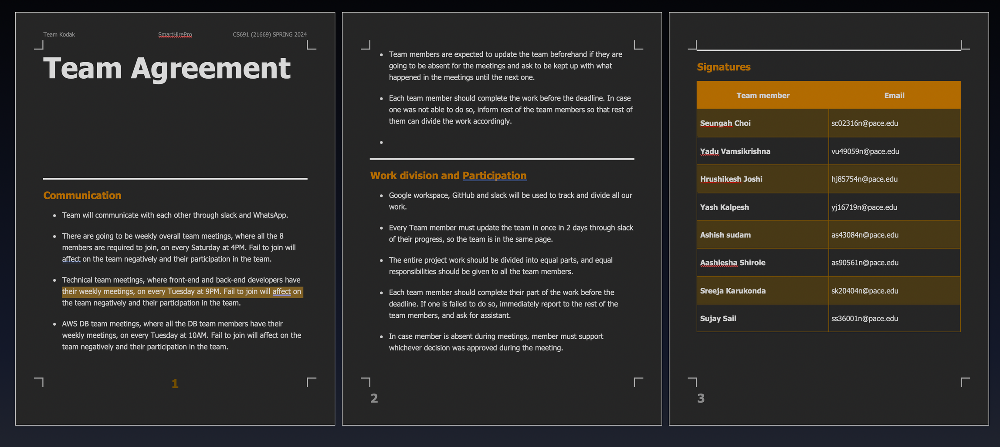 Team Kodak SmartHirePro CS691 (21669) SPRING 2024
Team Agreement
Communication
• Team will communicate with each other through slack and WhatsApp.
• There are going to be weekly overall team meetings, where all the 8
members are required to join, on every Saturday at 4PM. Fail to join will
affect on the team negatively and their participation in the team.
• Technical team meetings, where front-end and back-end developers have
their weekly meetings, on every Tuesday at 9PM. Fail to join will affect on
the team negatively and their participation in the team.
• AWS DB team meetings, where all the DB team members have their
weekly meetings, on every Tuesday at 10AM. Fail to join will affect on the
team negatively and their participation in the team.
1
• Team members are expected to update the team beforehand if they are
going to be absent for the meetings and ask to be kept up with what
happened in the meetings until the next one.
• Each team member should complete the work before the deadline. In case
one was not able to do so, inform rest of the team members so that rest of
them can divide the work accordingly.
•
Work division and Participation
• Google workspace, GitHub and slack will be used to track and divide all our
work.
• Every Team member must update the team in once in 2 days through slack
of their progress, so the team is in the same page.
• The entire project work should be divided into equal parts, and equal
responsibilities should be given to all the team members.
• Each team member should complete their part of the work before the
deadline. If one is failed to do so, immediately report to the rest of the
team members, and ask for assistant.
• In case member is absent during meetings, member must support
whichever decision was approved during the meeting.
2
Signatures
Team member Email
Seungah Choi sc02316n@pace.edu
Yadu Vamsikrishna vu49059n@pace.edu
Hrushikesh Joshi hj85754n@pace.edu
Yash Kalpesh yj16719n@pace.edu
Ashish sudam as43084n@pace.edu
Aashlesha Shirole as90561n@pace.edu
Sreeja Karukonda sk20404n@pace.edu
Sujay Sail ss36001n@pace.edu
3